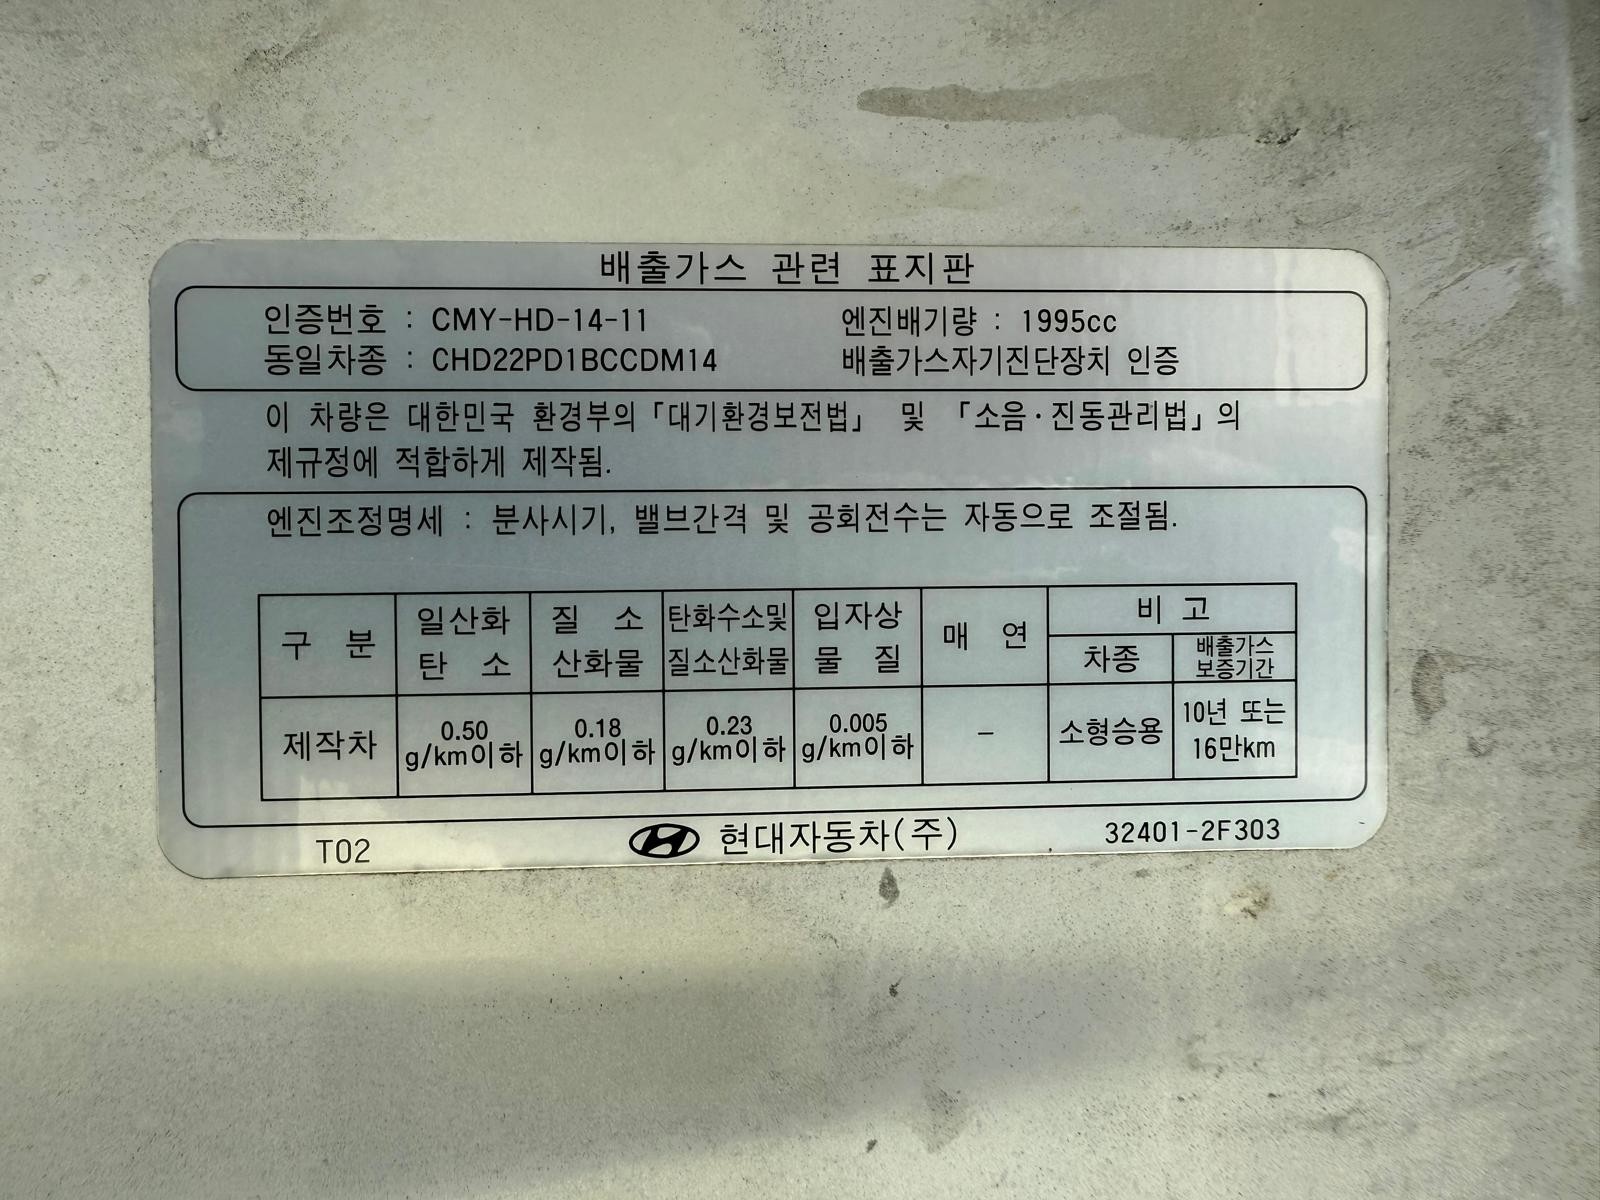 배출가스 관련 표지판
인증번호 : CMY-HD-14-11 엔진배기량 : 1995cc
동일차종 : CHD22PD1BCCDM14 배출가스자기진단장치 인증
이 차량은 대한민국 환경부의 「대기환경보전법」 및 「소음·진동관리법」의
제규정에 적합하게 제작됨.
엔진조정명세 : 분사시기, 밸브간격 및 공회전수는 자동으로 조절됨.
구 분 일산화 탄 소 질 소 산화물 탄화수소및 질소산화물 입자상 물 질 매 연 비 고
차종 배출가스 보증기간
제작차 0.50 g/km이하 0.18 g/km이하 0.23 g/km이하 0.005 g/km이하 - 소형승용 10년 또는 16만km
T02 현대자동차(주) 32401-2F303